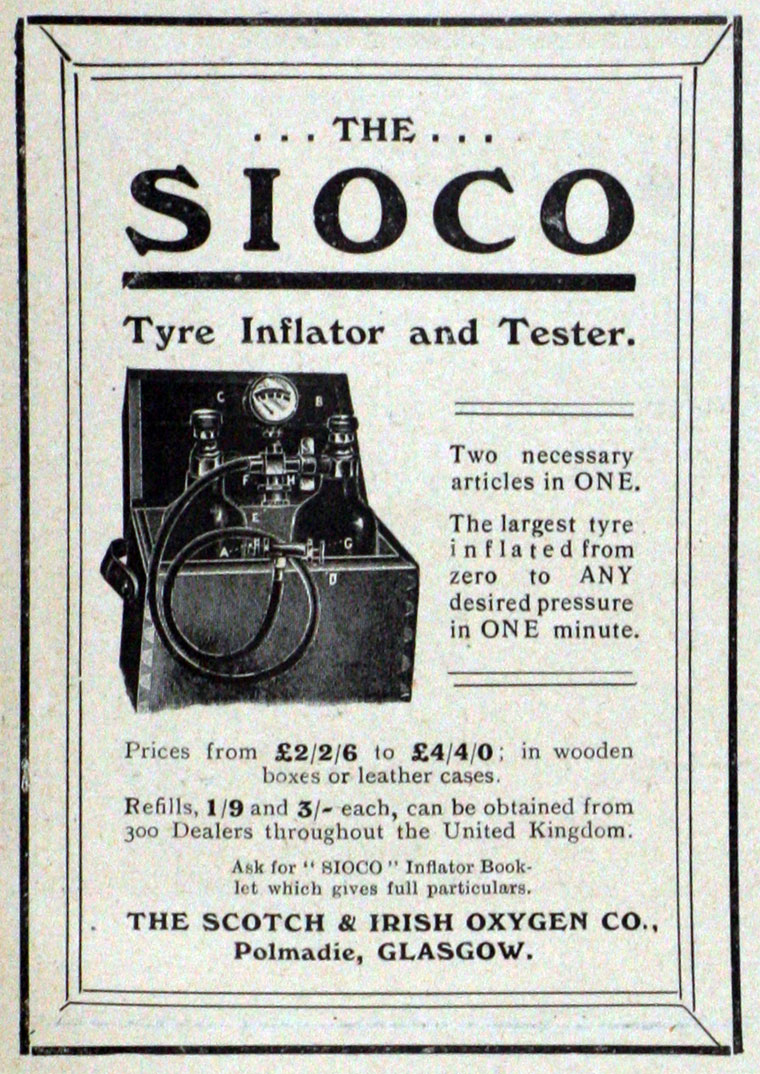 ... THE ...
SIOCO
Tyre Inflator and Tester.
C B
F H
E
A G
D
Two necessary
articles in ONE.
The largest tyre
inflated from
zero to ANY
desired pressure
in ONE minute.
Prices from £2/2/6 to £4/4/0; in wooden
boxes or leather cases.
Refills, 1/9 and 3/- each, can be obtained from
300 Dealers throughout the United Kingdom.
Ask for "SIOCO" Inflator Book-
let which gives full particulars.
THE SCOTCH & IRISH OXYGEN CO.,
Polmadie, GLASGOW.